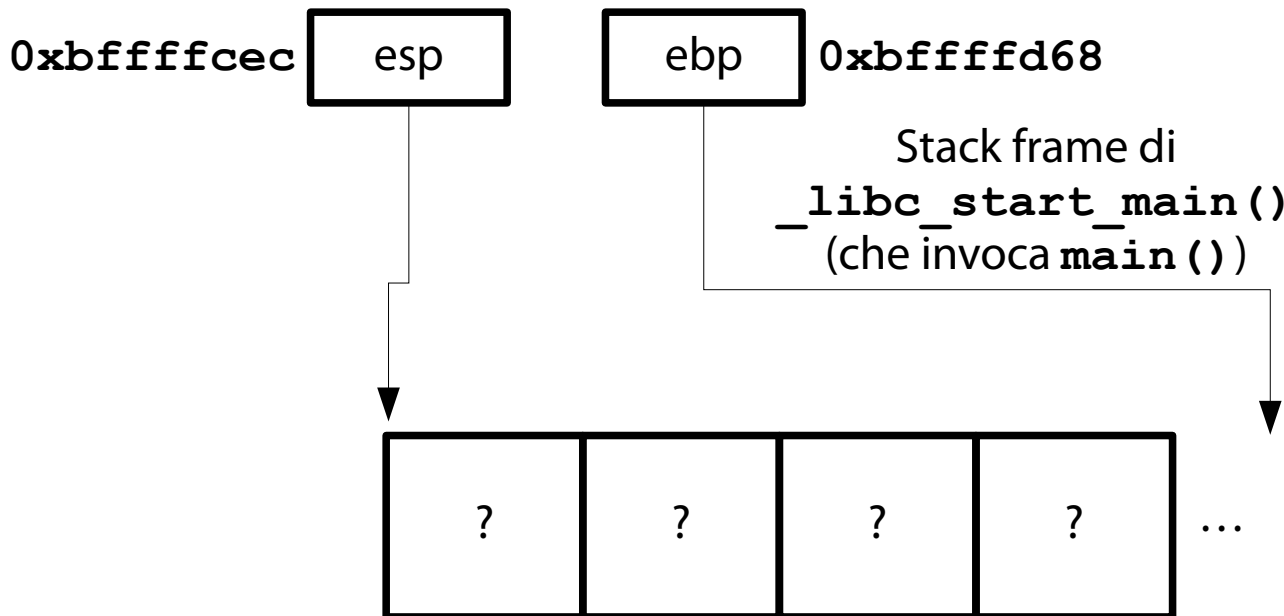 0xbffffcec esp ebp 0xbffffd68
Stack frame di
_libc_start_main()
(che invoca main())
? ? ? ? ...